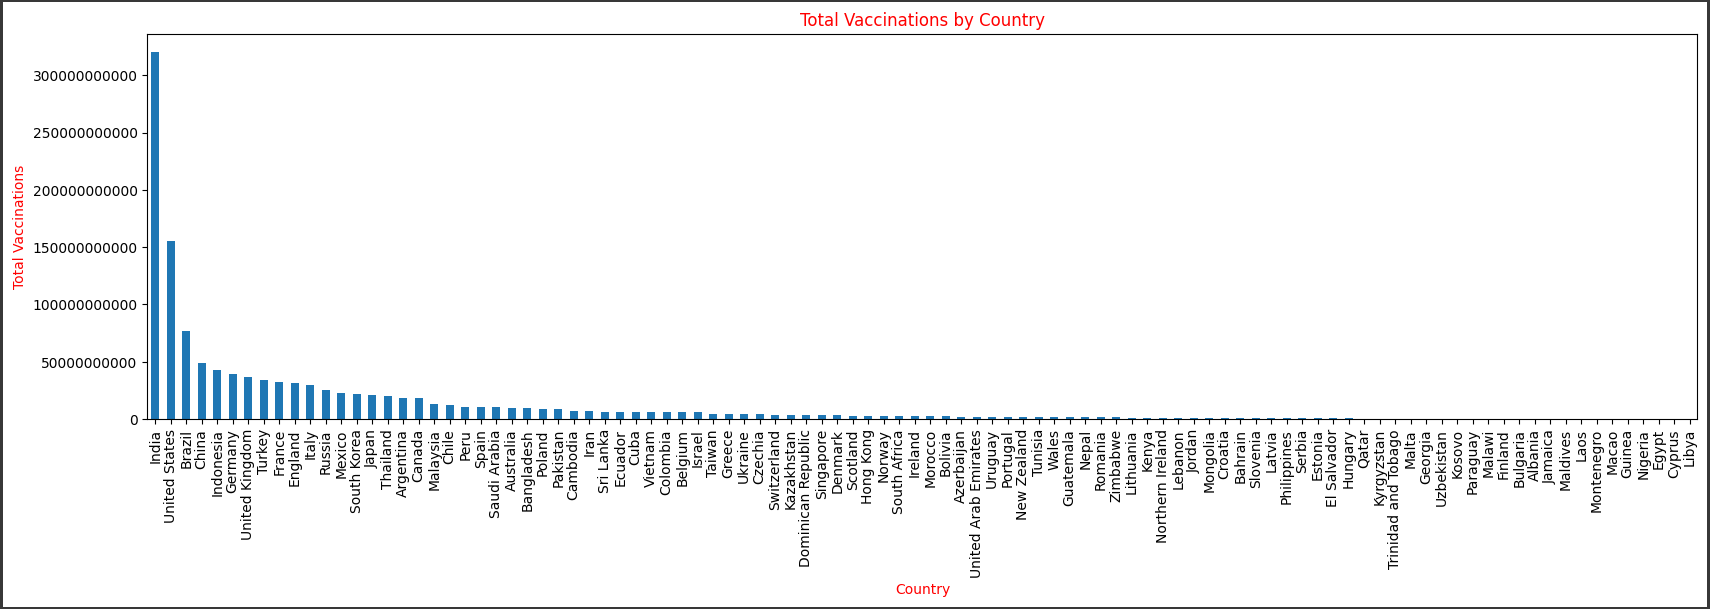 Total Vaccinations by Country
Total Vaccinations
300000000000
250000000000
200000000000
150000000000
100000000000
50000000000
0
India
United States
Brazil
China
Indonesia
Germany
United Kingdom
Turkey
France
England
Italy
Russia
Mexico
South Korea
Japan
Thailand
Argentina
Canada
Malaysia
Chile
Peru
Spain
Saudi Arabia
Australia
Bangladesh
Poland
Pakistan
Cambodia
Iran
Sri Lanka
Ecuador
Cuba
Vietnam
Colombia
Belgium
Israel
Taiwan
Greece
Ukraine
Czechia
Switzerland
Kazakhstan
Dominican Republic
Singapore
Denmark
Scotland
Hong Kong
Norway
South Africa
Ireland
Morocco
Bolivia
Azerbaijan
United Arab Emirates
Uruguay
Portugal
New Zealand
Tunisia
Wales
Guatemala
Nepal
Romania
Zimbabwe
Lithuania
Kenya
Northern Ireland
Lebanon
Jordan
Mongolia
Croatia
Bahrain
Slovenia
Latvia
Philippines
Serbia
Estonia
El Salvador
Hungary
Qatar
Kyrgyzstan
Trinidad and Tobago
Malta
Georgia
Uzbekistan
Kosovo
Paraguay
Malawi
Finland
Bulgaria
Albania
Jamaica
Maldives
Laos
Montenegro
Macao
Guinea
Nigeria
Egypt
Cyprus
Libya
Country